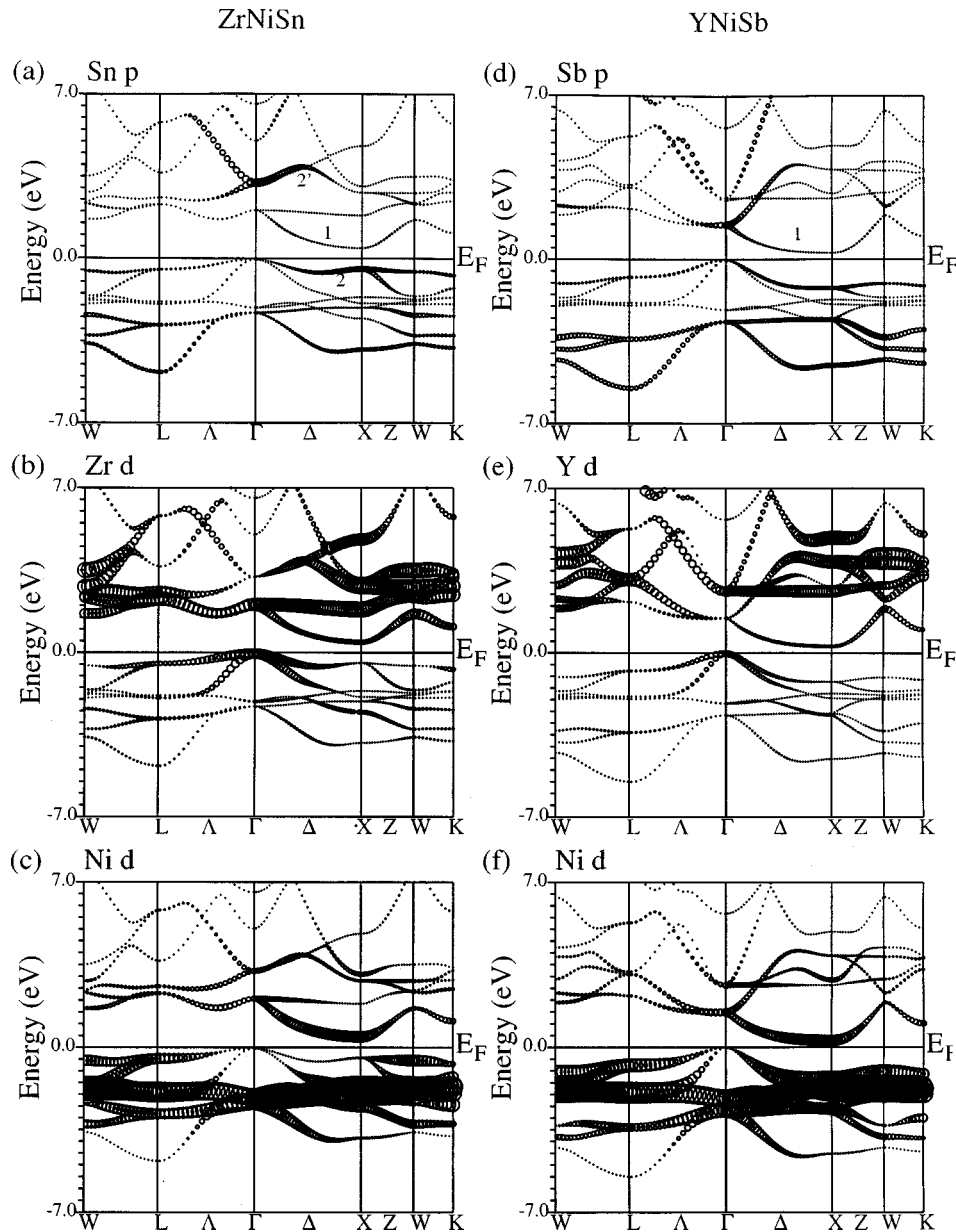 ZrNiSn
YNiSb
(a) Sn p
7.0
Energy (eV)
0.0
-7.0
1
2'
2
E_F
W L Λ Γ Δ X Z W K
(d) Sb p
7.0
Energy (eV)
0.0
-7.0
1
E_F
W L Λ Γ Δ X Z W K
(b) Zr d
7.0
Energy (eV)
0.0
-7.0
E_F
W L Λ Γ Δ X Z W K
(e) Y d
7.0
Energy (eV)
0.0
-7.0
E_F
W L Λ Γ Δ X Z W K
(c) Ni d
7.0
Energy (eV)
0.0
-7.0
E_F
W L Λ Γ Δ X Z W K
(f) Ni d
7.0
Energy (eV)
0.0
-7.0
E_F
W L Λ Γ Δ X Z W K